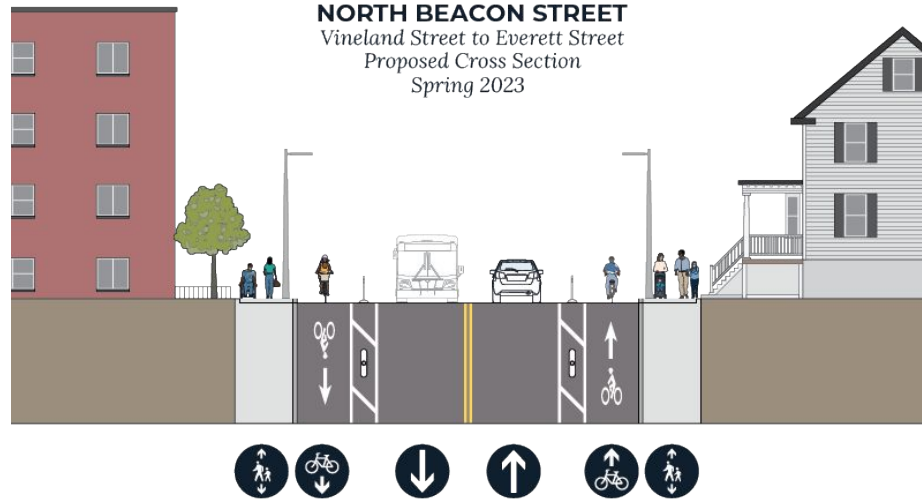 NORTH BEACON STREET
Vineland Street to Everett Street
Proposed Cross Section
Spring 2023